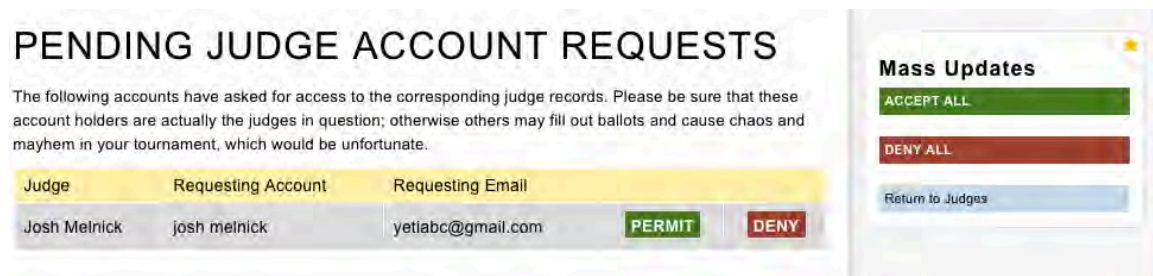 PENDING JUDGE ACCOUNT REQUESTS
The following accounts have asked for access to the corresponding judge records. Please be sure that these
account holders are actually the judges in question; otherwise others may fill out ballots and cause chaos and
mayhem in your tournament, which would be unfortunate.
Judge Requesting Account Requesting Email
Josh Melnick josh melnick yetiabc@gmail.com PERMIT DENY
Mass Updates
ACCEPT ALL
DENY ALL
Return to Judges